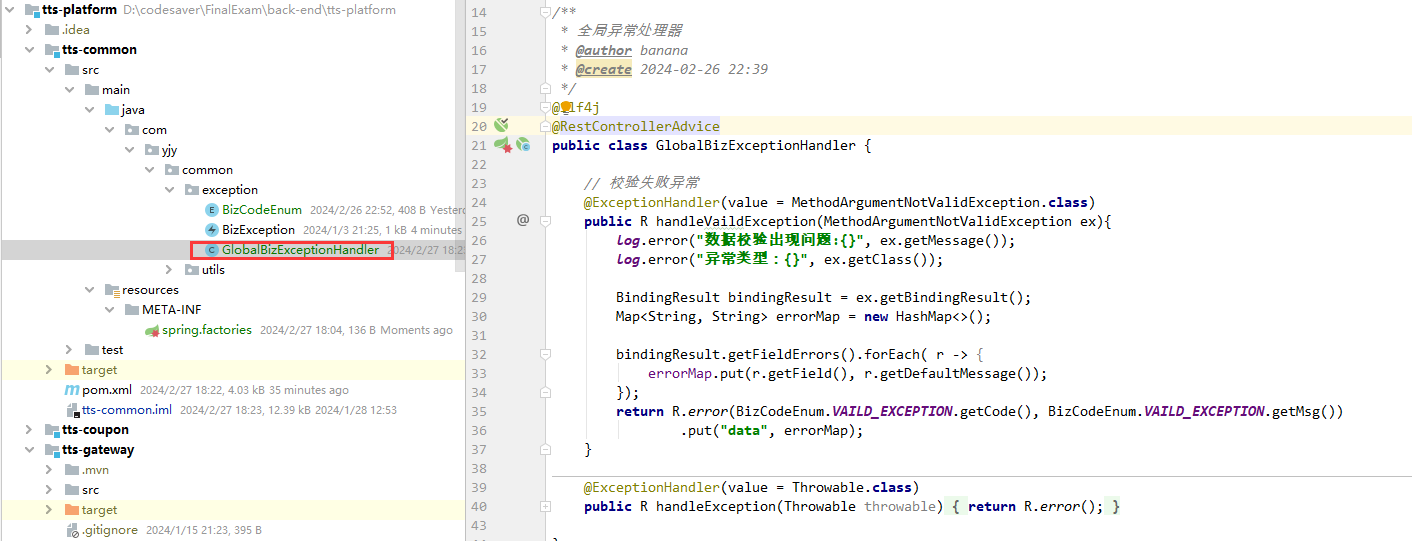 tts-platform D:\codesaver\FinalExam\back-end\tts-platform
.idea
tts-common
src
main
java
com
yjy
common
exception
BizCodeEnum 2024/2/26 22:52, 408 B Yesterd
BizException 2024/1/3 21:25, 1 kB 4 minutes
GlobalBizExceptionHandler 2024/2/27 18:2
utils
resources
META-INF
spring.factories 2024/2/27 18:04, 136 B Moments ago
test
target
pom.xml 2024/2/27 18:22, 4.03 kB 35 minutes ago
tts-common.iml 2024/2/27 18:23, 12.39 kB 2024/1/28 12:53
tts-coupon
tts-gateway
.mvn
src
target
.gitignore 2024/1/15 21:23, 395 B
14 /**
15 * 全局异常处理器
16 * @author banana
17 * @create 2024-02-26 22:39
18 */
19 @Slf4j
20 @RestControllerAdvice
21 public class GlobalBizExceptionHandler {
22
23 // 校验失败异常
24 @ExceptionHandler(value = MethodArgumentNotValidException.class)
25 @ public R handleVaildException(MethodArgumentNotValidException ex){
26 log.error("数据校验出现问题:{}", ex.getMessage());
27 log.error("异常类型：{}", ex.getClass());
28
29 BindingResult bindingResult = ex.getBindingResult();
30 Map<String, String> errorMap = new HashMap<>();
31
32 bindingResult.getFieldErrors().forEach( r -> {
33 errorMap.put(r.getField(), r.getDefaultMessage());
34 });
35 return R.error(BizCodeEnum.VAILD_EXCEPTION.getCode(), BizCodeEnum.VAILD_EXCEPTION.getMsg())
36 .put("data", errorMap);
37 }
38
39 @ExceptionHandler(value = Throwable.class)
40 public R handleException(Throwable throwable) { return R.error(); }
43